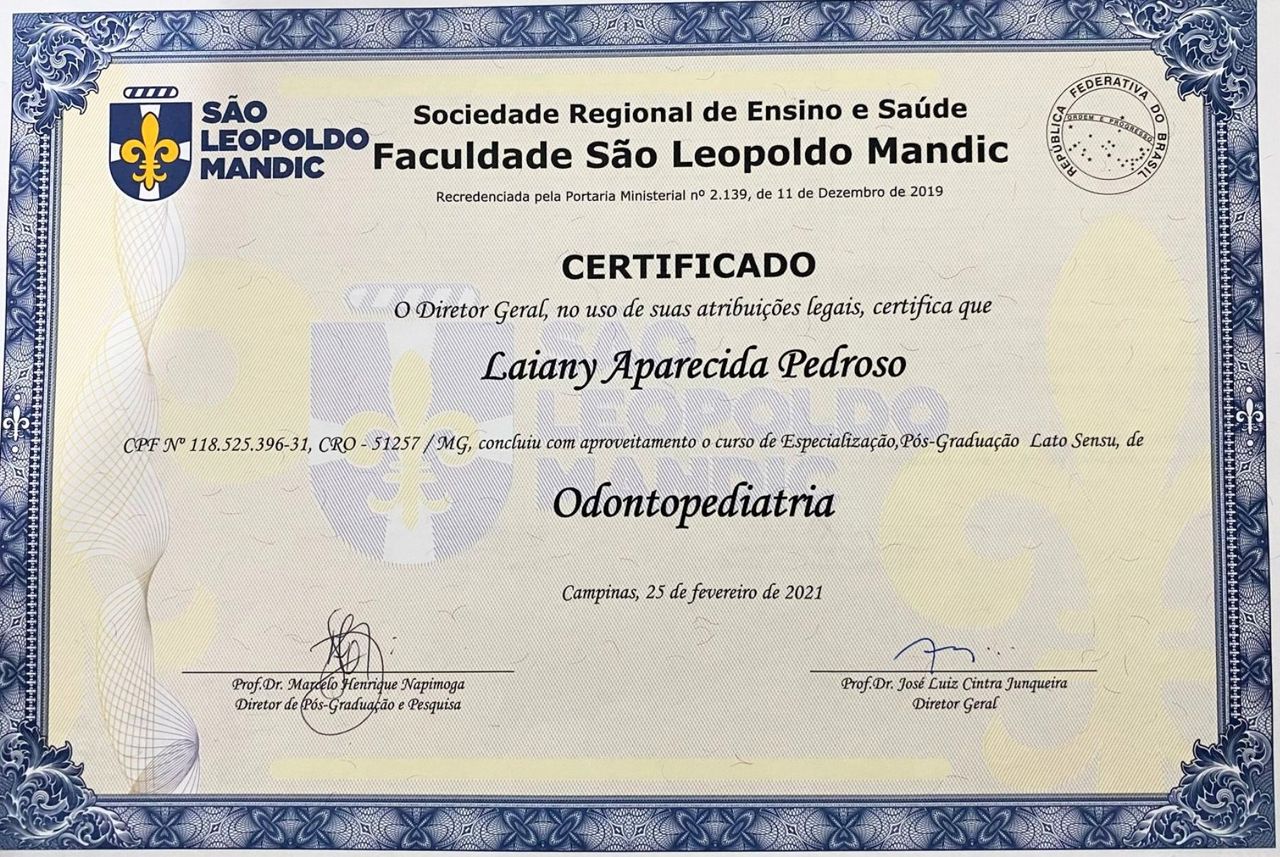 SÃO
LEOPOLDO
MANDIC
Sociedade Regional de Ensino e Saúde
Faculdade São Leopoldo Mandic
Recredenciada pela Portaria Ministerial nº 2.139, de 11 de Dezembro de 2019
REPÚBLICA FEDERATIVA DO BRASIL
ORDEM E PROGRESSO
CERTIFICADO
O Diretor Geral, no uso de suas atribuições legais, certifica que
Laiany Aparecida Pedroso
SÃO
LEOPOLDO
MANDIC
CPF Nº 118.525.396-31, CRO - 51257 / MG, concluiu com aproveitamento o curso de Especialização,Pós-Graduação Lato Sensu, de
Odontopediatria
Campinas, 25 de fevereiro de 2021
Prof.Dr. Marcelo Henrique Napimoga
Diretor de Pós-Graduação e Pesquisa
Prof.Dr. José Luiz Cintra Junqueira
Diretor Geral